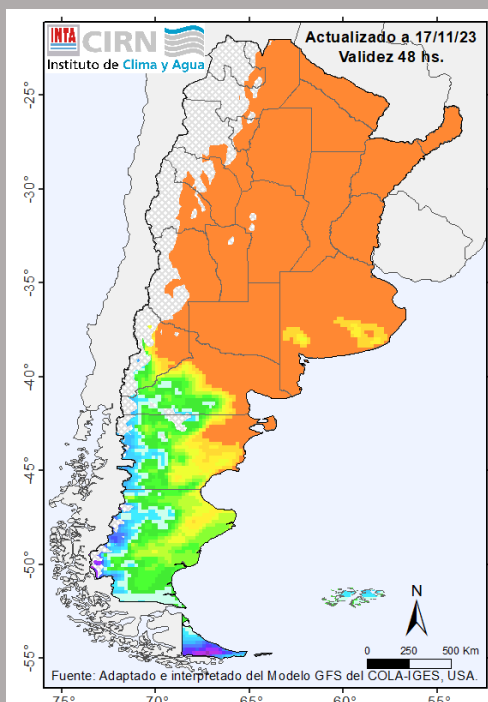 INTA CIRN
Instituto de Clima y Agua
Actualizado a 17/11/23
Validez 48 hs.
-25°
-30°
-35°
-40°
-45°
-50°
-55°
N
0 250 500 Km
Fuente: Adaptado e interpretado del Modelo GFS del COLA-IGES, USA.
-75° -70° -65° -60° -55°